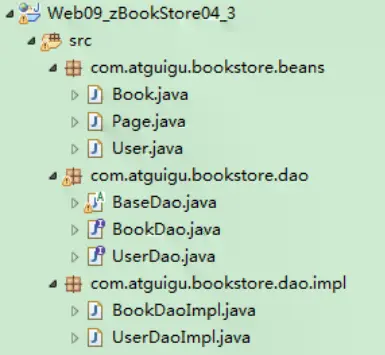 Web09_zBookStore04_3
src
com.atguigu.bookstore.beans
Book.java
Page.java
User.java
com.atguigu.bookstore.dao
BaseDao.java
BookDao.java
UserDao.java
com.atguigu.bookstore.dao.impl
BookDaoImpl.java
UserDaoImpl.java